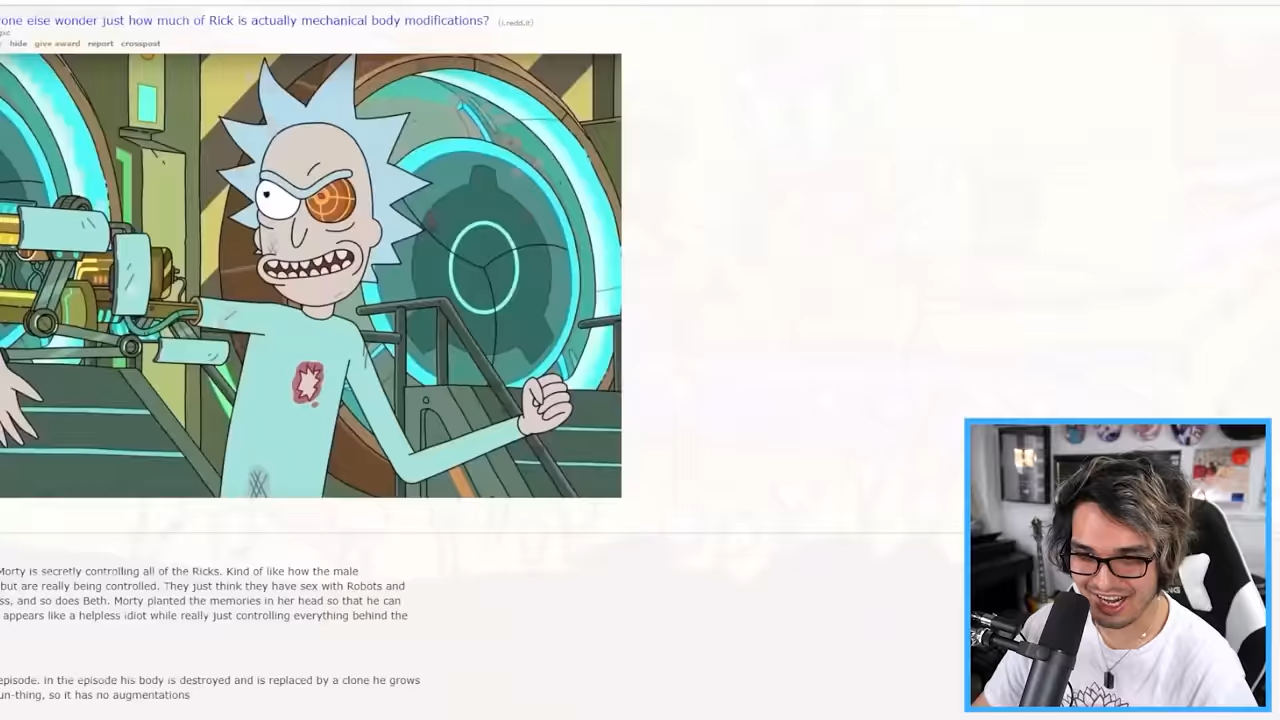 one else wonder just how much of Rick is actually mechanical body modifications? (i.redd.it)
hide give award report crosspost
Morty is secretly controlling all of the Ricks. Kind of like how the male
but are really being controlled. They just think they have sex with Robots and
ss, and so does Beth. Morty planted the memories in her head so that he can
appears like a helpless idiot while really just controlling everything behind the
episode. In the episode his body is destroyed and is replaced by a clone he grows
un-thing, so it has no augmentations